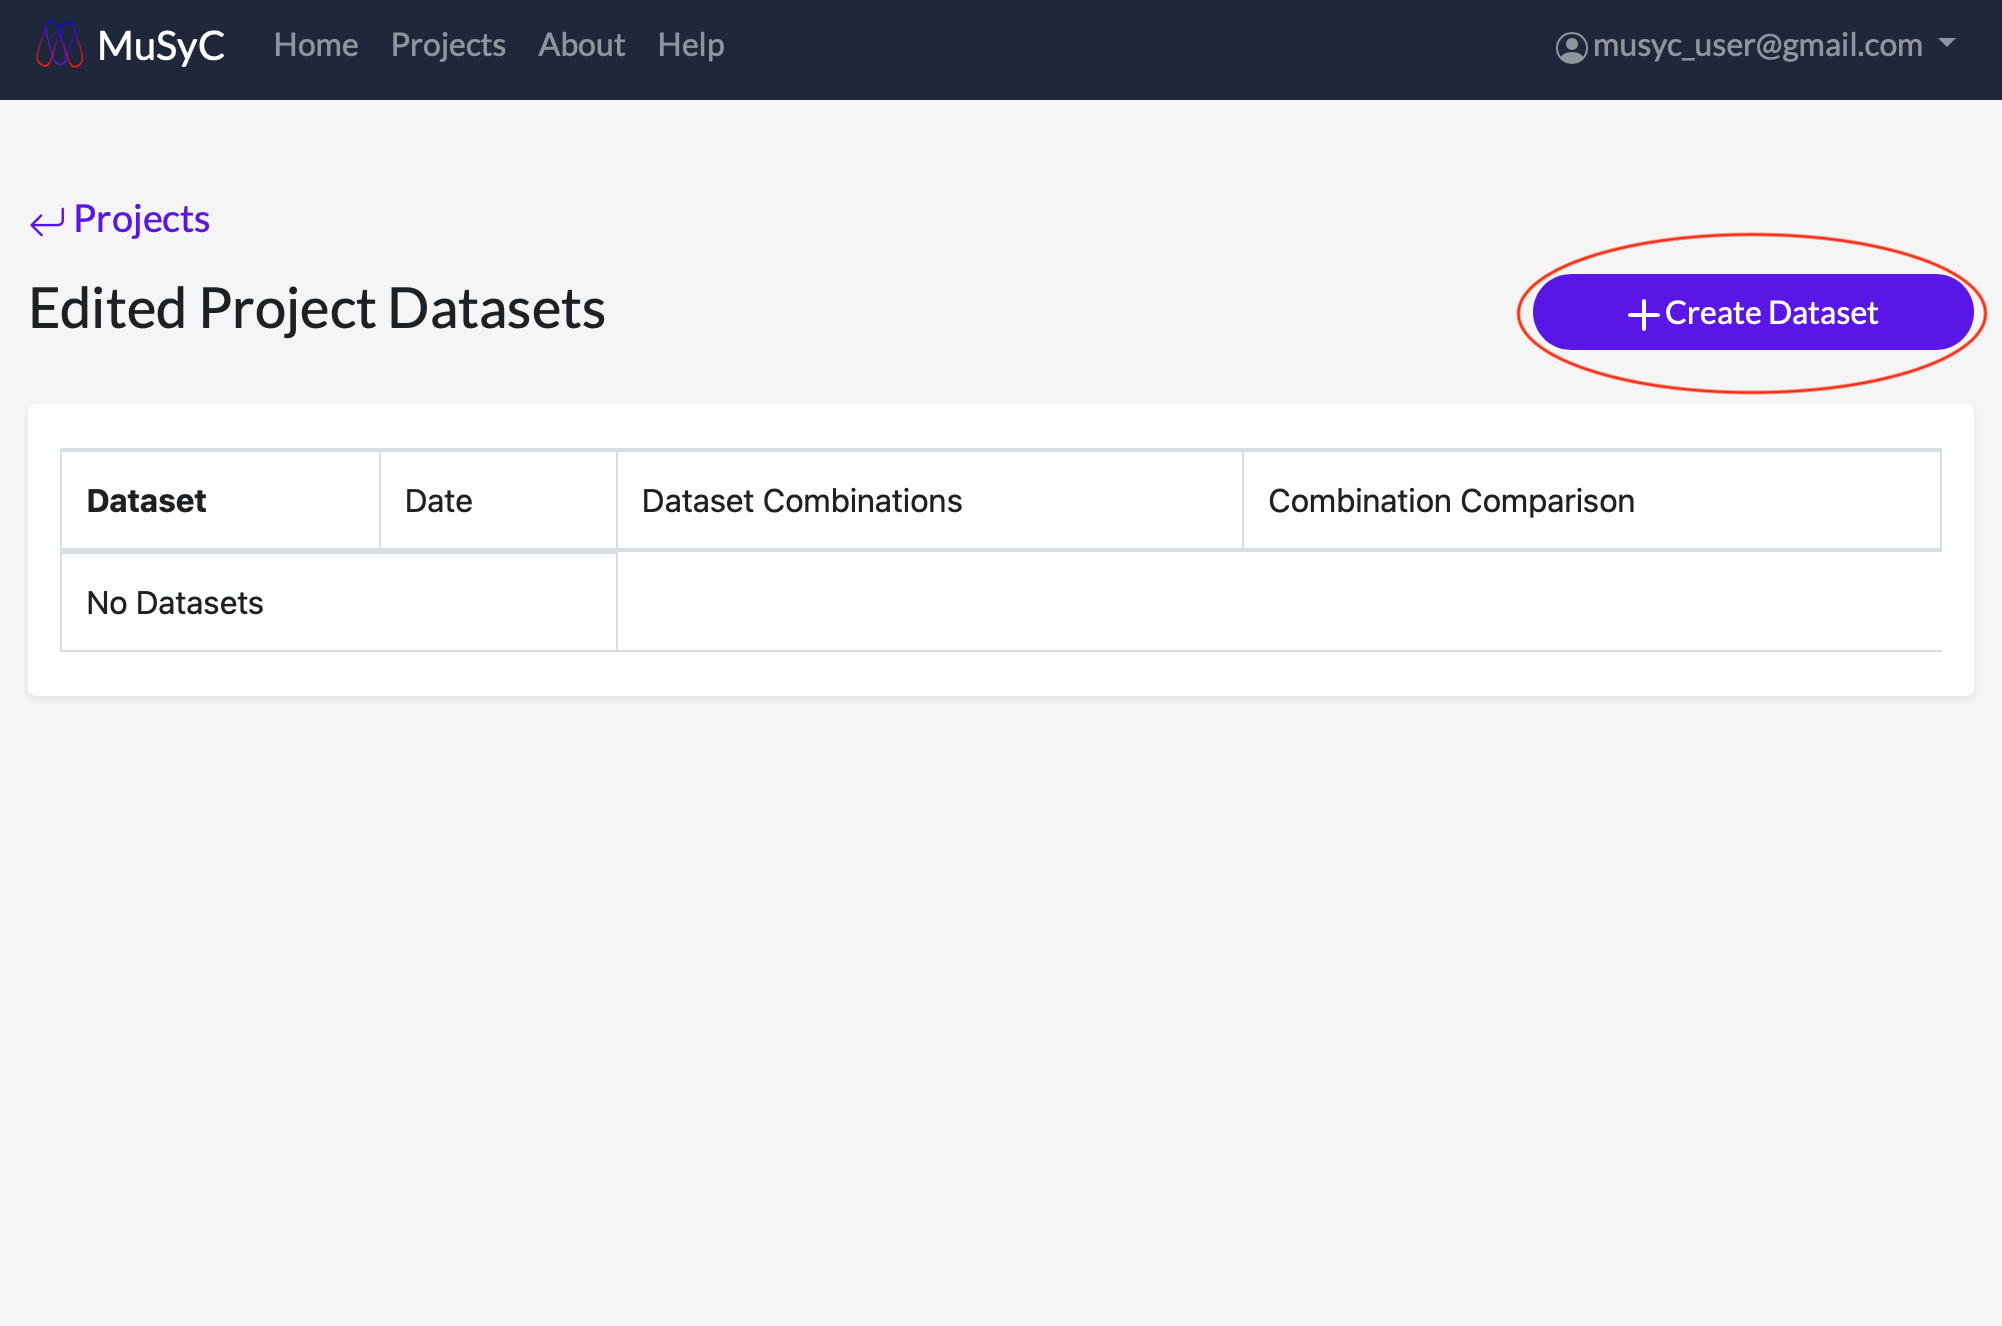 MuSyC Home Projects About Help musyc_user@gmail.com
Projects
Edited Project Datasets
Create Dataset
Dataset Date Dataset Combinations Combination Comparison
No Datasets